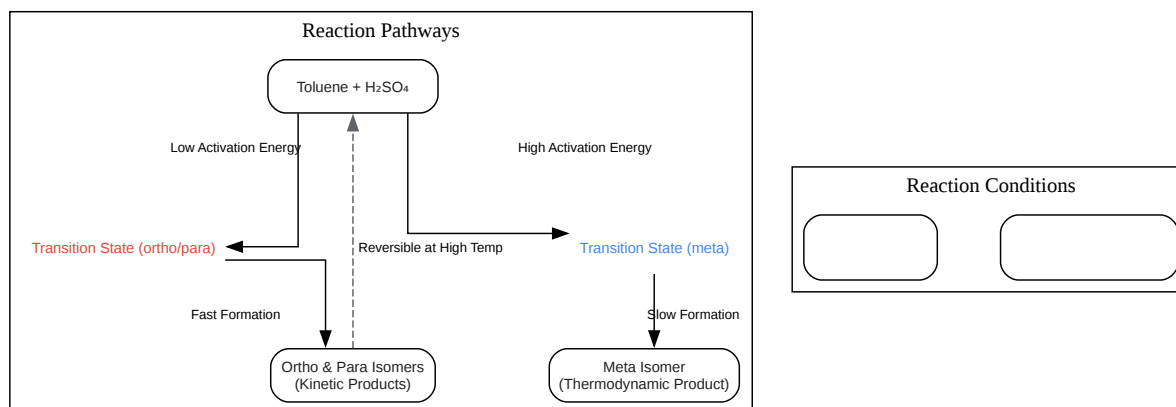 Reaction Pathways
Toluene + H₂SO₄
Low Activation Energy
High Activation Energy
Transition State (ortho/para)
Reversible at High Temp
Transition State (meta)
Fast Formation
Slow Formation
Ortho & Para Isomers
(Kinetic Products)
Meta Isomer
(Thermodynamic Product)
Reaction Conditions